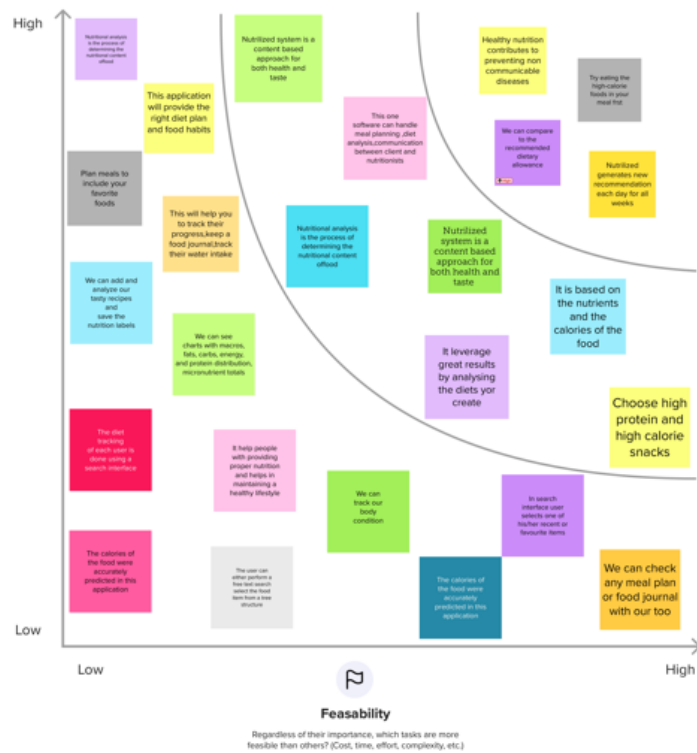 High
Nutritional analysis
is the process of
determining the
nutritional content
offood
Nutrilized system is a
content based
approach for
both health and
taste
Healthy nutrition
contributes to
preventing non
communicable
diseases
Try eating the
high-calorie
foods in your
meal first
This application
will provide the
right diet plan
and food habits
This one
software can handle
meal planning ,diet
analysis,communication
between client and
nutritionists
We can compare
to the
recommended
dietary
allowance
Nutrilized
generates new
recommendation
each day for all
weeks
Plan meals to
include your
favorite
foods
This will help you
to track their
progress,keep a
food journal,track
their water intake
Nutritional analysis
is the process of
determining the
nutritional content
offood
Nutrilized
system is a
content based
approach for
both health and
taste
We can add and
analyze our
tasty recipes
and
save the
nutrition labels
It is based on
the nutrients
and the
calories of the
food
We can see
charts with macros,
fats, carbs, energy,
and protein distribution,
micronutrient totals
It leverage
great results
by analysing
the diets yor
create
Choose high
protein and
high calorie
snacks
The diet
tracking
of each user is
done using a
search interface
It help people
with providing
proper nutrition
and helps in
maintaining a
healthy lifestyle
We can
track our
body
condition
In search
interface user
selects one of
his/her recent or
favourite items
The calories of
the food were
accurately
predicted in this
application
The user can
either perform a
free text search
select the food
item from a tree
structure
The calories of
the food were
accurately
predicted in this
application
We can check
any meal plan
or food journal
with our too
Low
Low
High
Feasability
Regardless of their importance, which tasks are more
feasible than others? (Cost, time, effort, complexity, etc.)